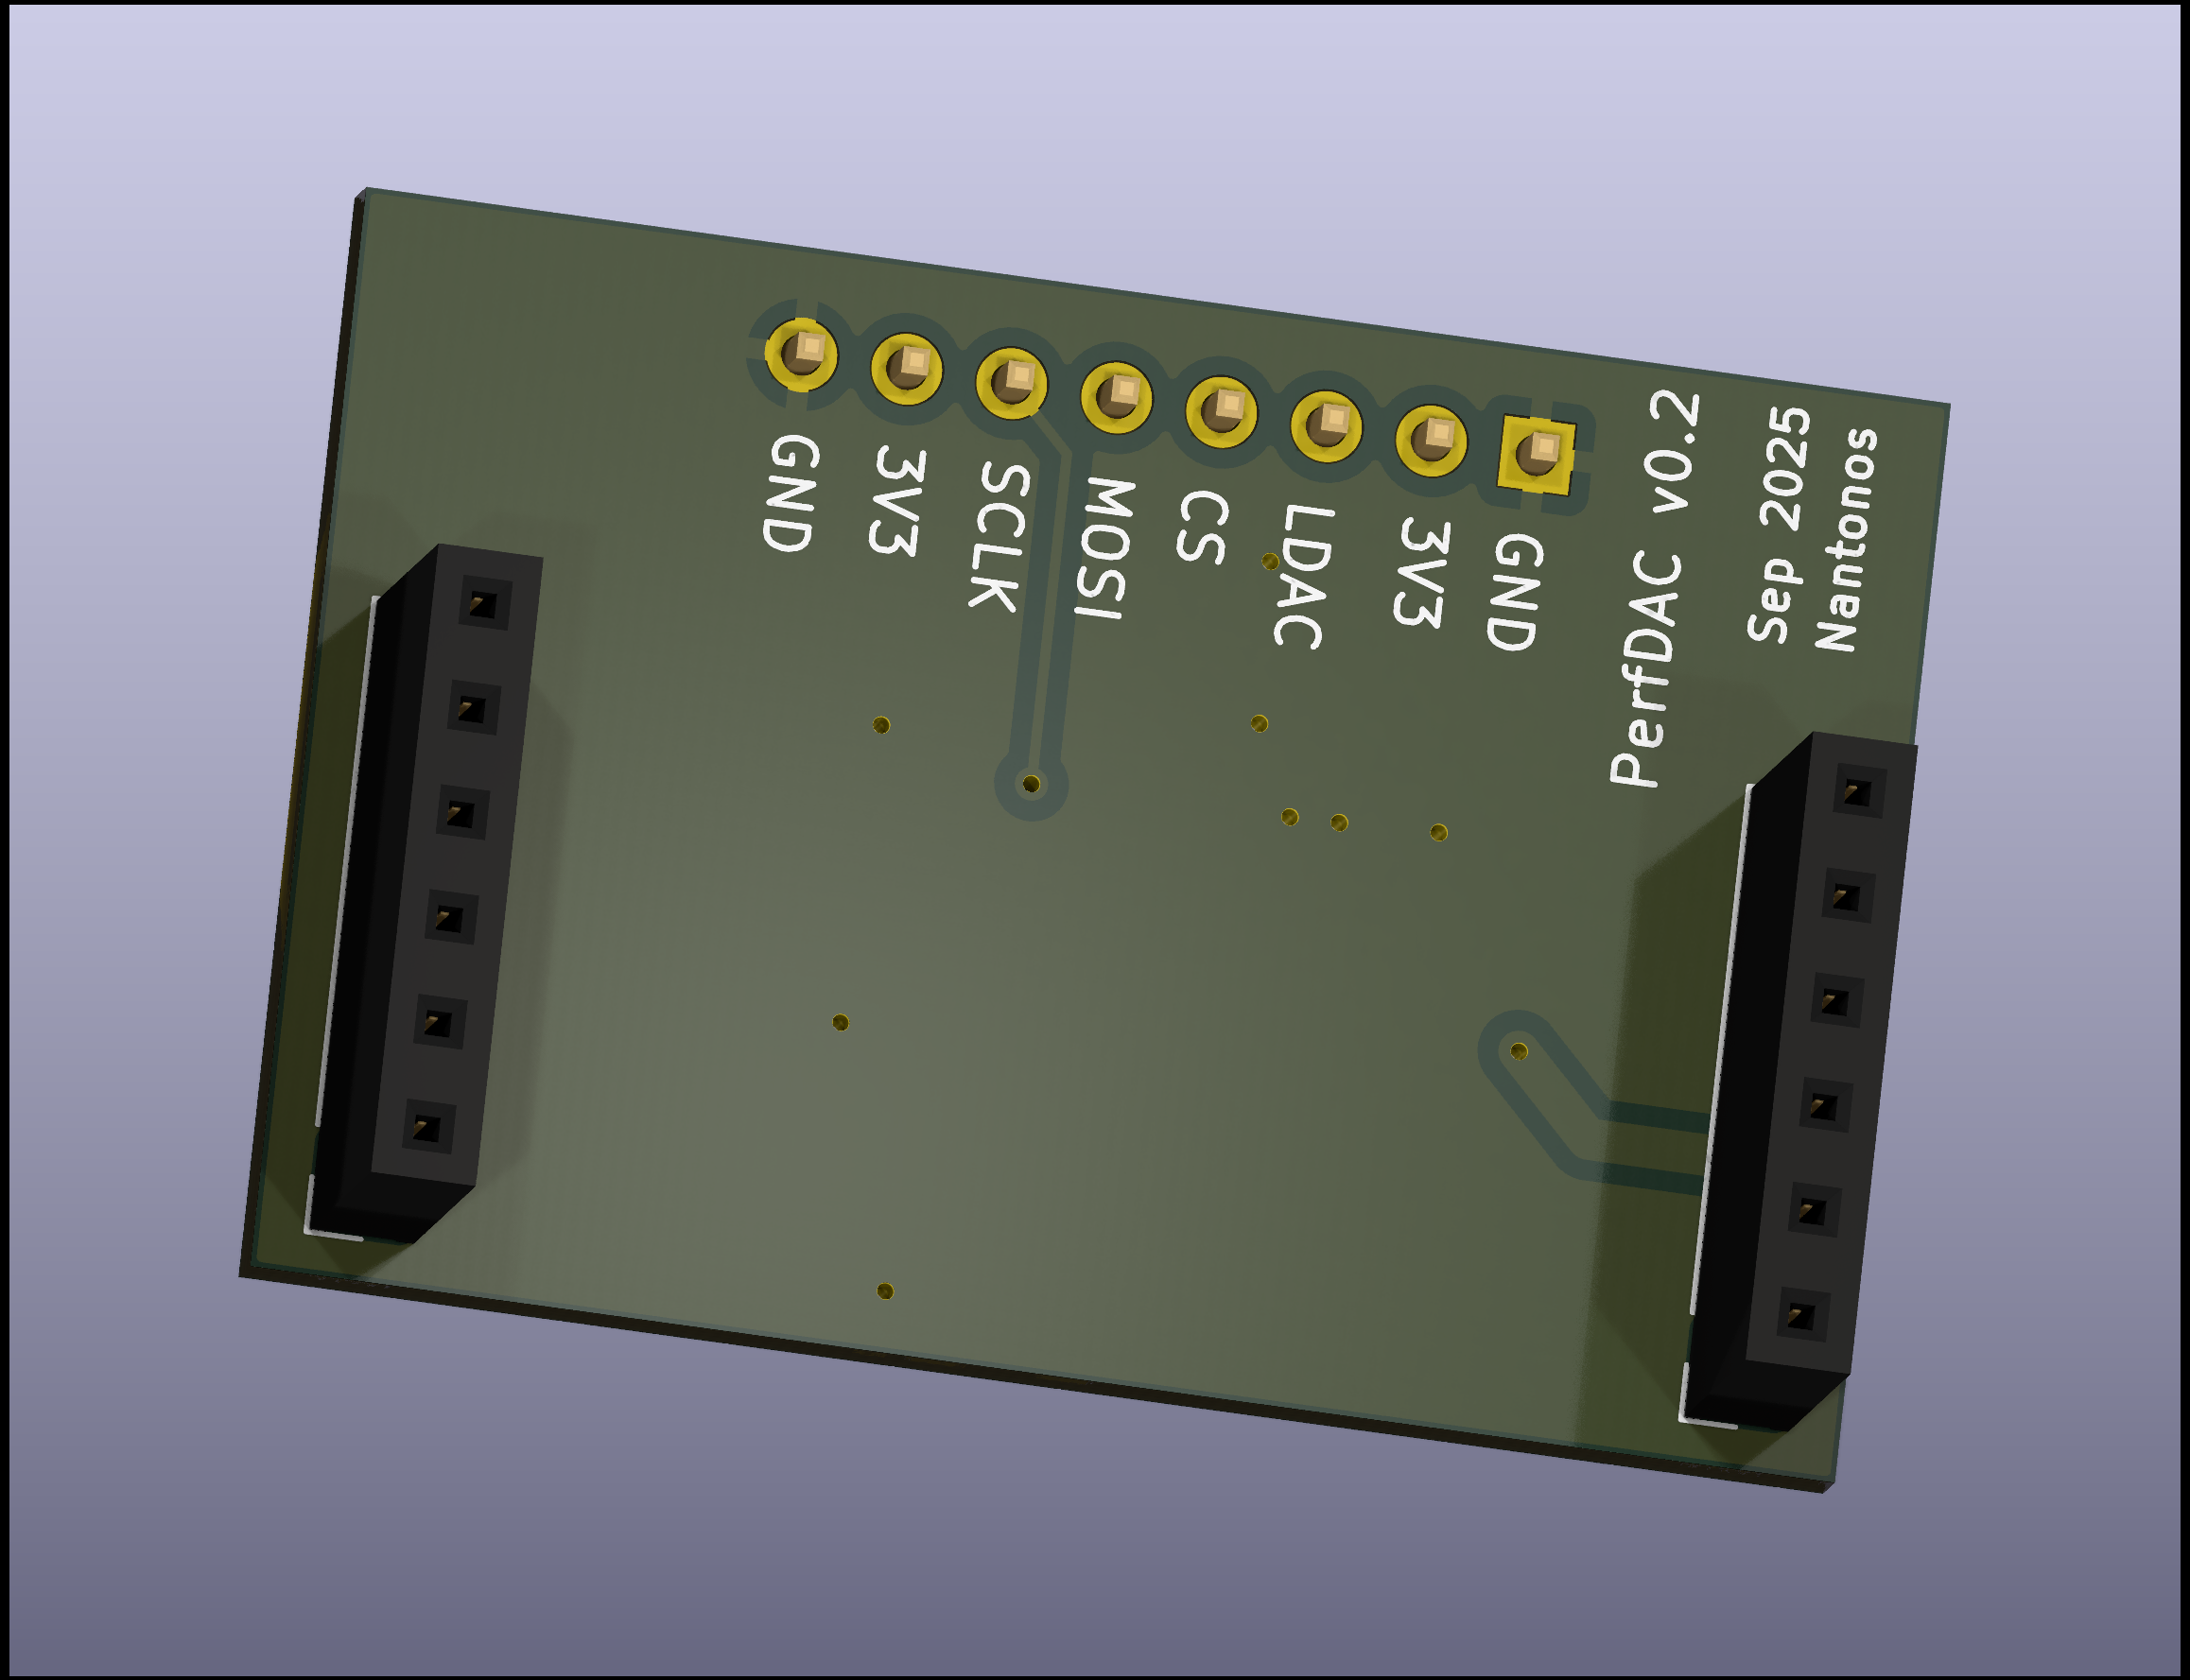 GND
3V3
SCLK
MOSI
CS
LDAC
3V3
GND
PerfDAC v0.2
Sep 2025
Nantonos